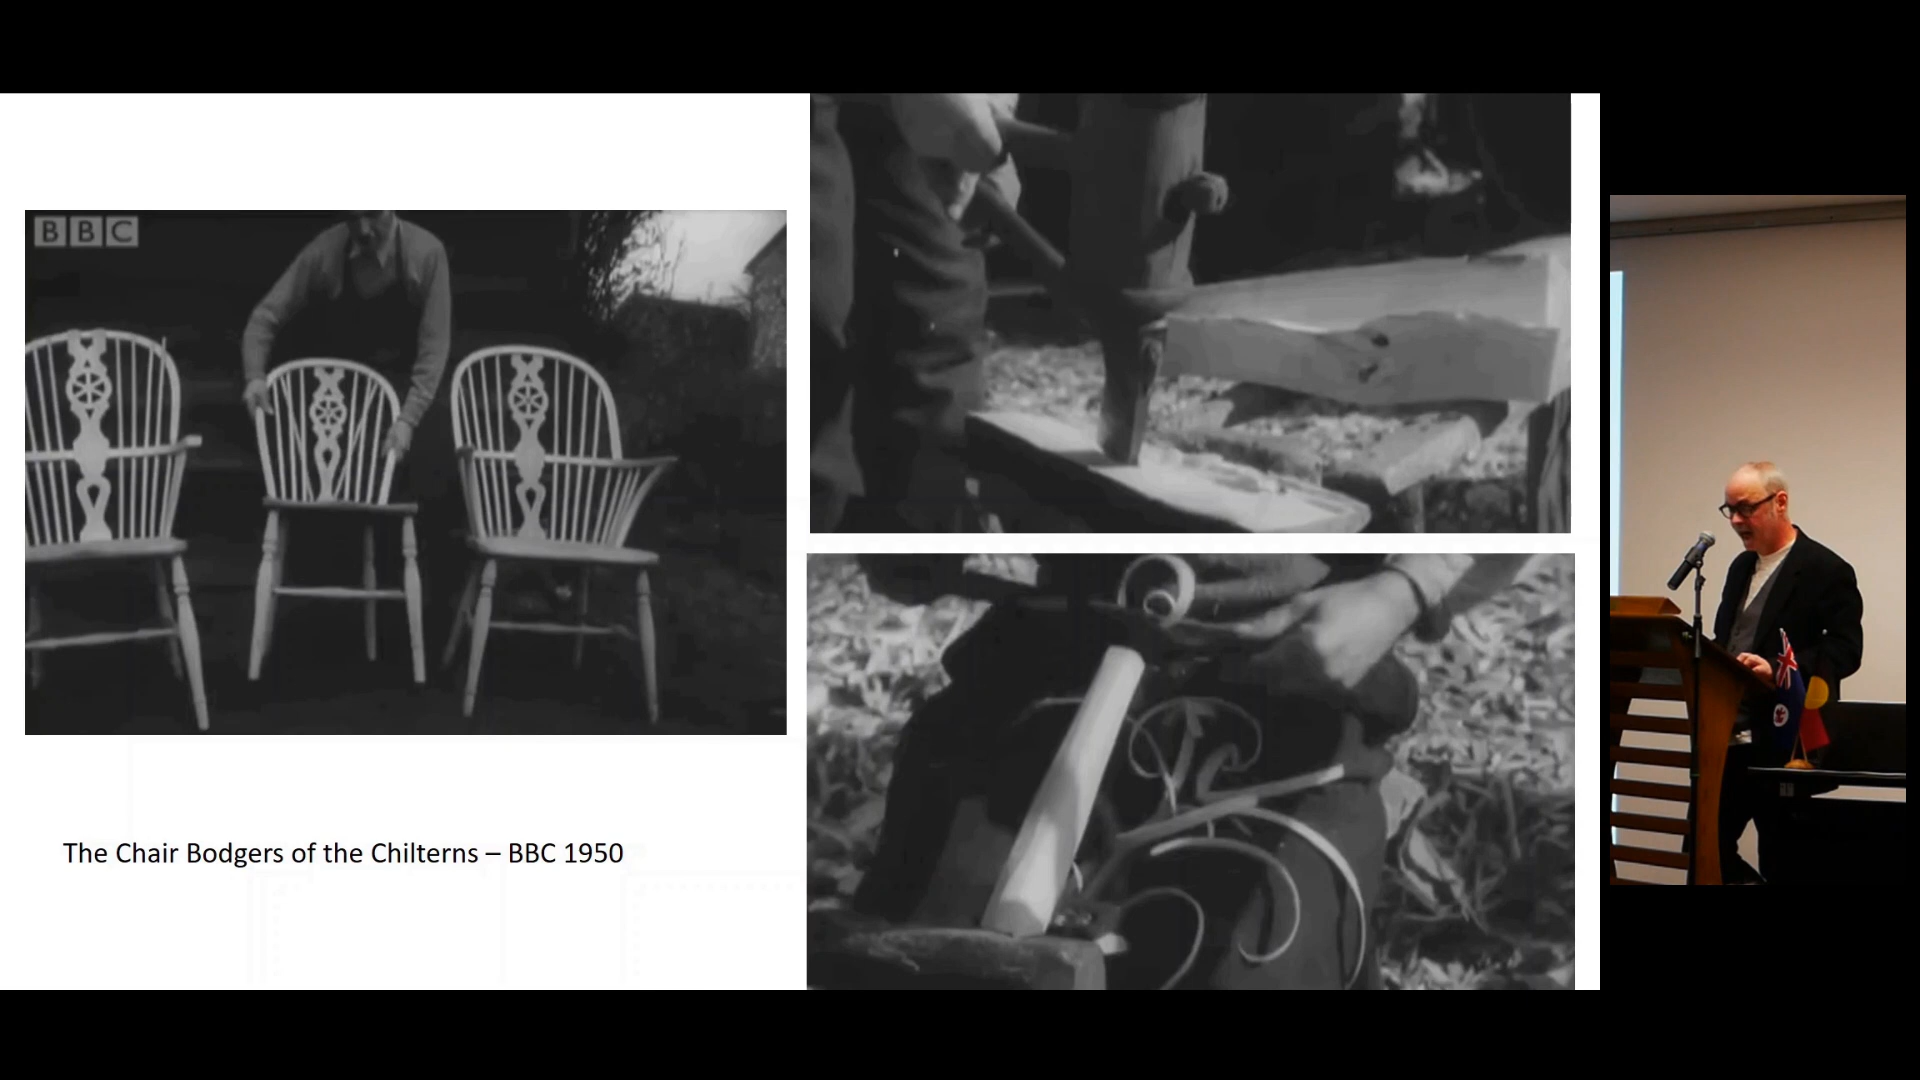 BBC
The Chair Bodgers of the Chilterns – BBC 1950